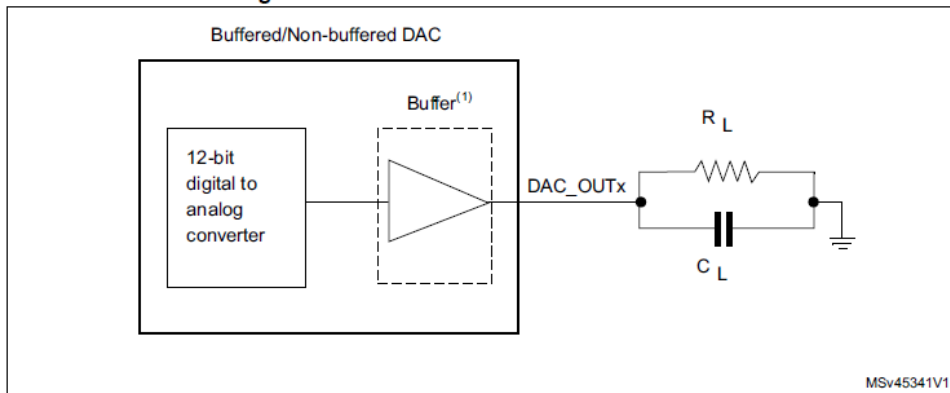 Buffered/Non-buffered DAC
Buffer(1)
12-bit
digital to
analog
converter
DAC_OUTx
R L
C L
MSv45341V1